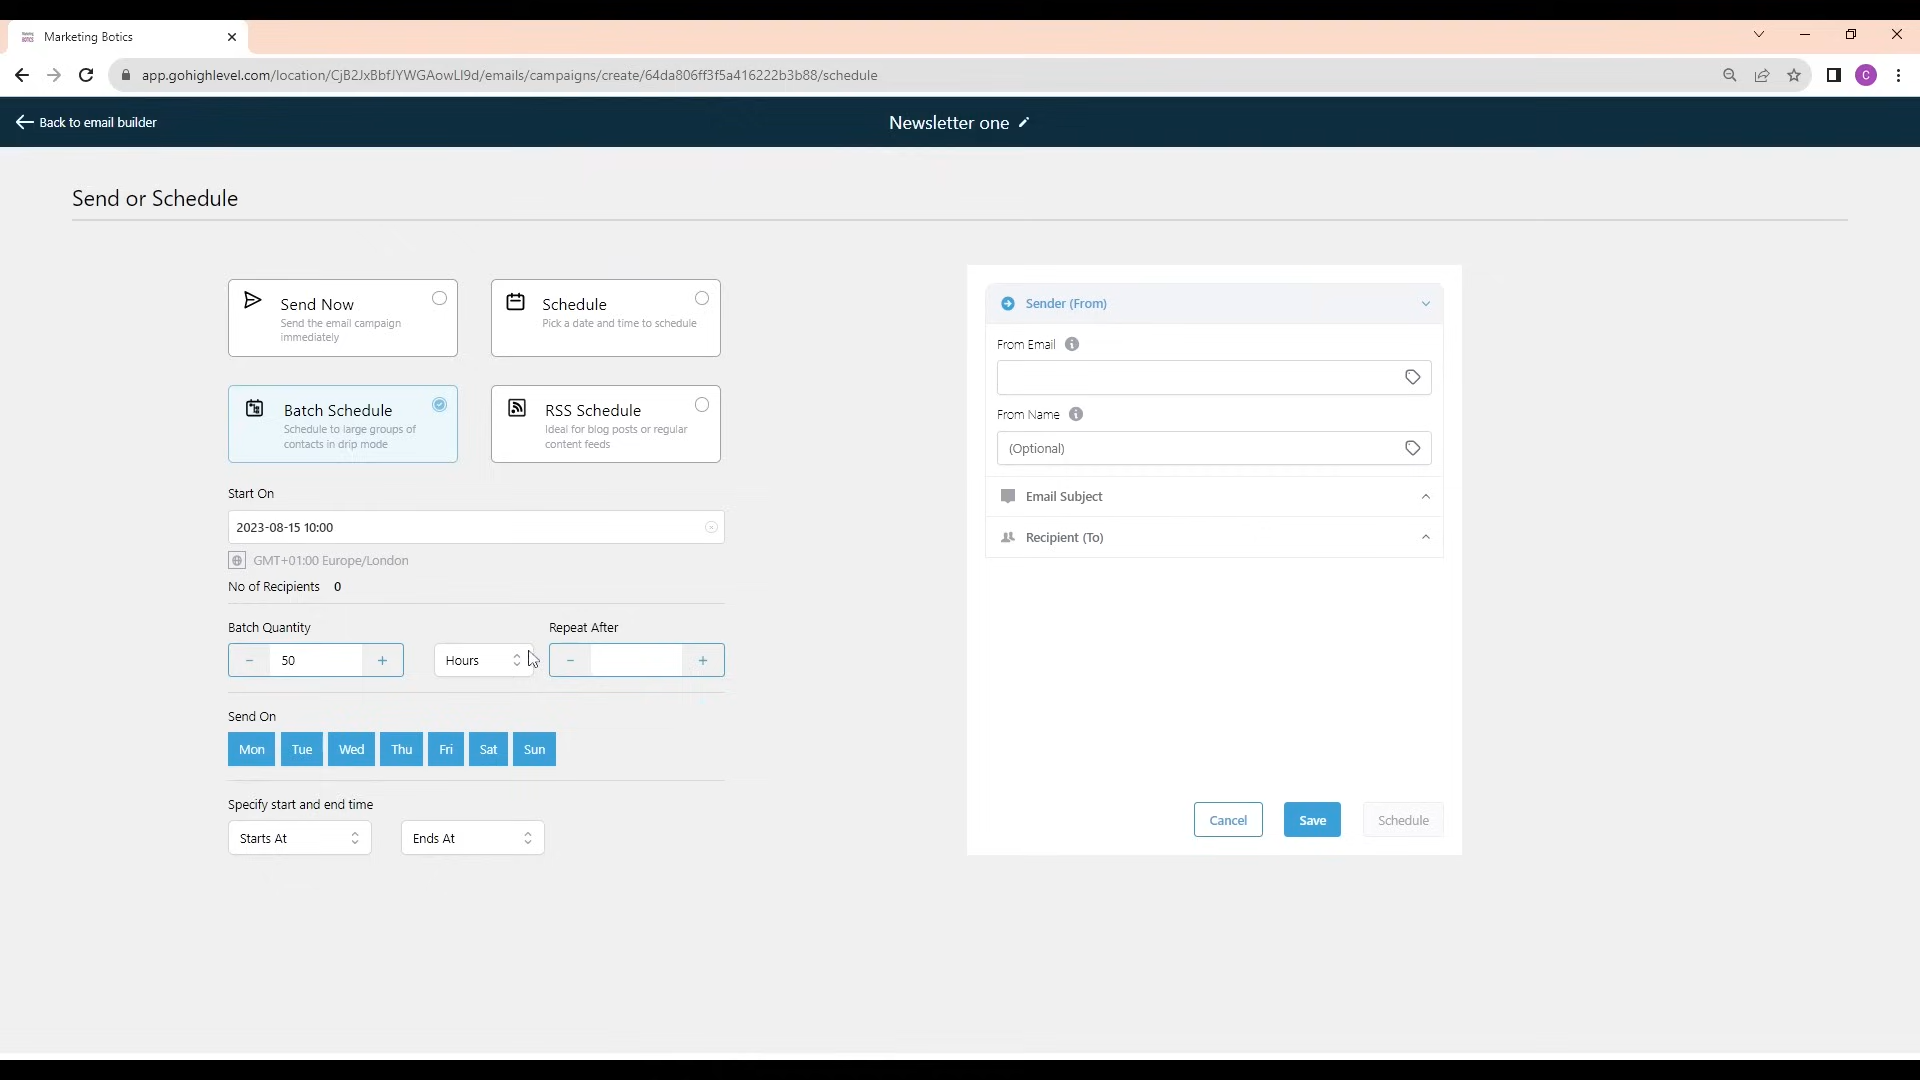 Marketing Botics
app.gohighlevel.com/location/CjB2JxBbfJYWGAowLI9d/emails/campaigns/create/64da806ff3f5a416222b3b88/schedule
C
Back to email builder
Newsletter one
Send or Schedule
Send Now
Send the email campaign
immediately
Schedule
Pick a date and time to schedule
Batch Schedule
Schedule to large groups of
contacts in drip mode
RSS Schedule
Ideal for blog posts or regular
content feeds
Start On
2023-08-15 10:00
GMT+01:00 Europe/London
No of Recipients 0
Batch Quantity
Repeat After
− 50 +
Hours
− +
Send On
Mon Tue Wed Thu Fri Sat Sun
Specify start and end time
Starts At
Ends At
Sender (From)
From Email
From Name
(Optional)
Email Subject
Recipient (To)
Cancel
Save
Schedule